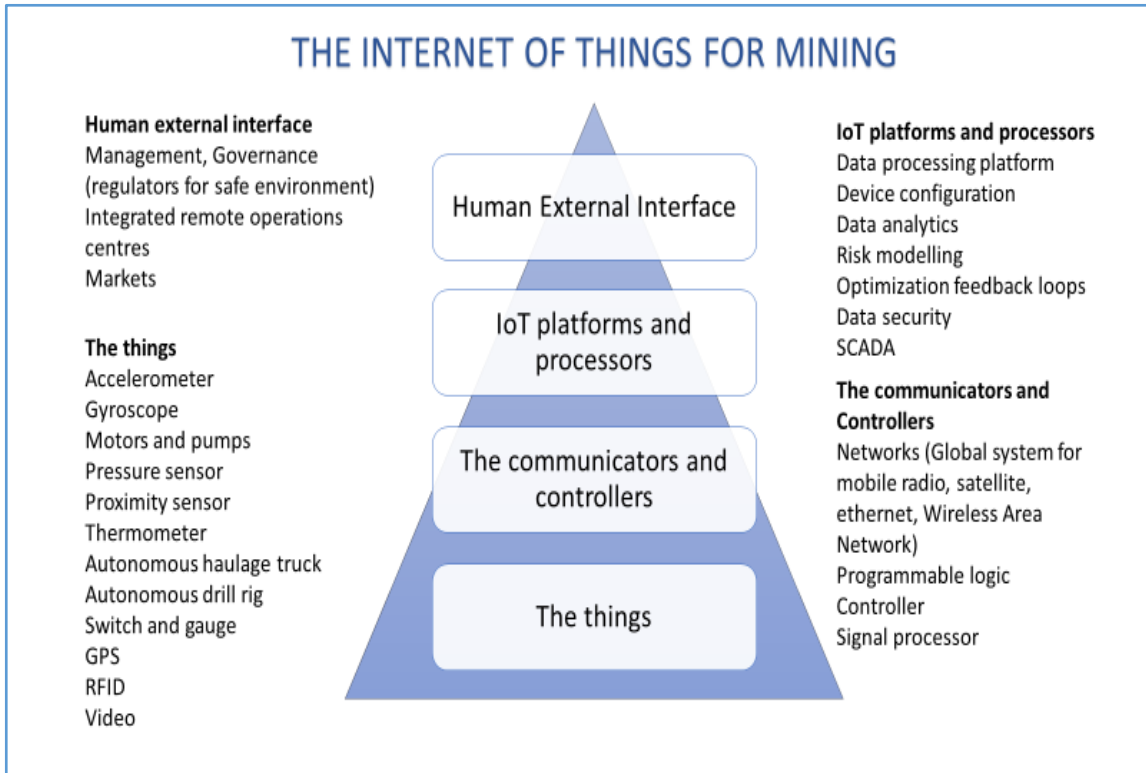 THE INTERNET OF THINGS FOR MINING
Human external interface
Management, Governance
(regulators for safe environment)
Integrated remote operations
centres
Markets
The things
Accelerometer
Gyroscope
Motors and pumps
Pressure sensor
Proximity sensor
Thermometer
Autonomous haulage truck
Autonomous drill rig
Switch and gauge
GPS
RFID
Video
Human External Interface
IoT platforms and
processors
The communicators and
controllers
The things
IoT platforms and processors
Data processing platform
Device configuration
Data analytics
Risk modelling
Optimization feedback loops
Data security
SCADA
The communicators and
Controllers
Networks (Global system for
mobile radio, satellite,
ethernet, Wireless Area
Network)
Programmable logic
Controller
Signal processor